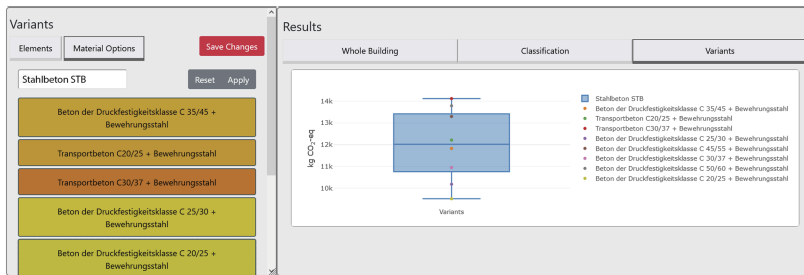 Variants
Elements
Material Options
Save Changes
Stahlbeton STB
Reset
Apply
Beton der Druckfestigkeitsklasse C 35/45 +
Bewehrungsstahl
Transportbeton C20/25 + Bewehrungsstahl
Transportbeton C30/37 + Bewehrungsstahl
Beton der Druckfestigkeitsklasse C 25/30 +
Bewehrungsstahl
Beton der Druckfestigkeitsklasse C 20/25 +
Bewehrungsstahl
Results
Whole Building
Classification
Variants
kg CO₂-eq
14k
13k
12k
11k
10k
Variants
Stahlbeton STB
Beton der Druckfestigkeitsklasse C 35/45 + Bewehrungsstahl
Transportbeton C20/25 + Bewehrungsstahl
Transportbeton C30/37 + Bewehrungsstahl
Beton der Druckfestigkeitsklasse C 25/30 + Bewehrungsstahl
Beton der Druckfestigkeitsklasse C 45/55 + Bewehrungsstahl
Beton der Druckfestigkeitsklasse C 30/37 + Bewehrungsstahl
Beton der Druckfestigkeitsklasse C 50/60 + Bewehrungsstahl
Beton der Druckfestigkeitsklasse C 20/25 + Bewehrungsstahl